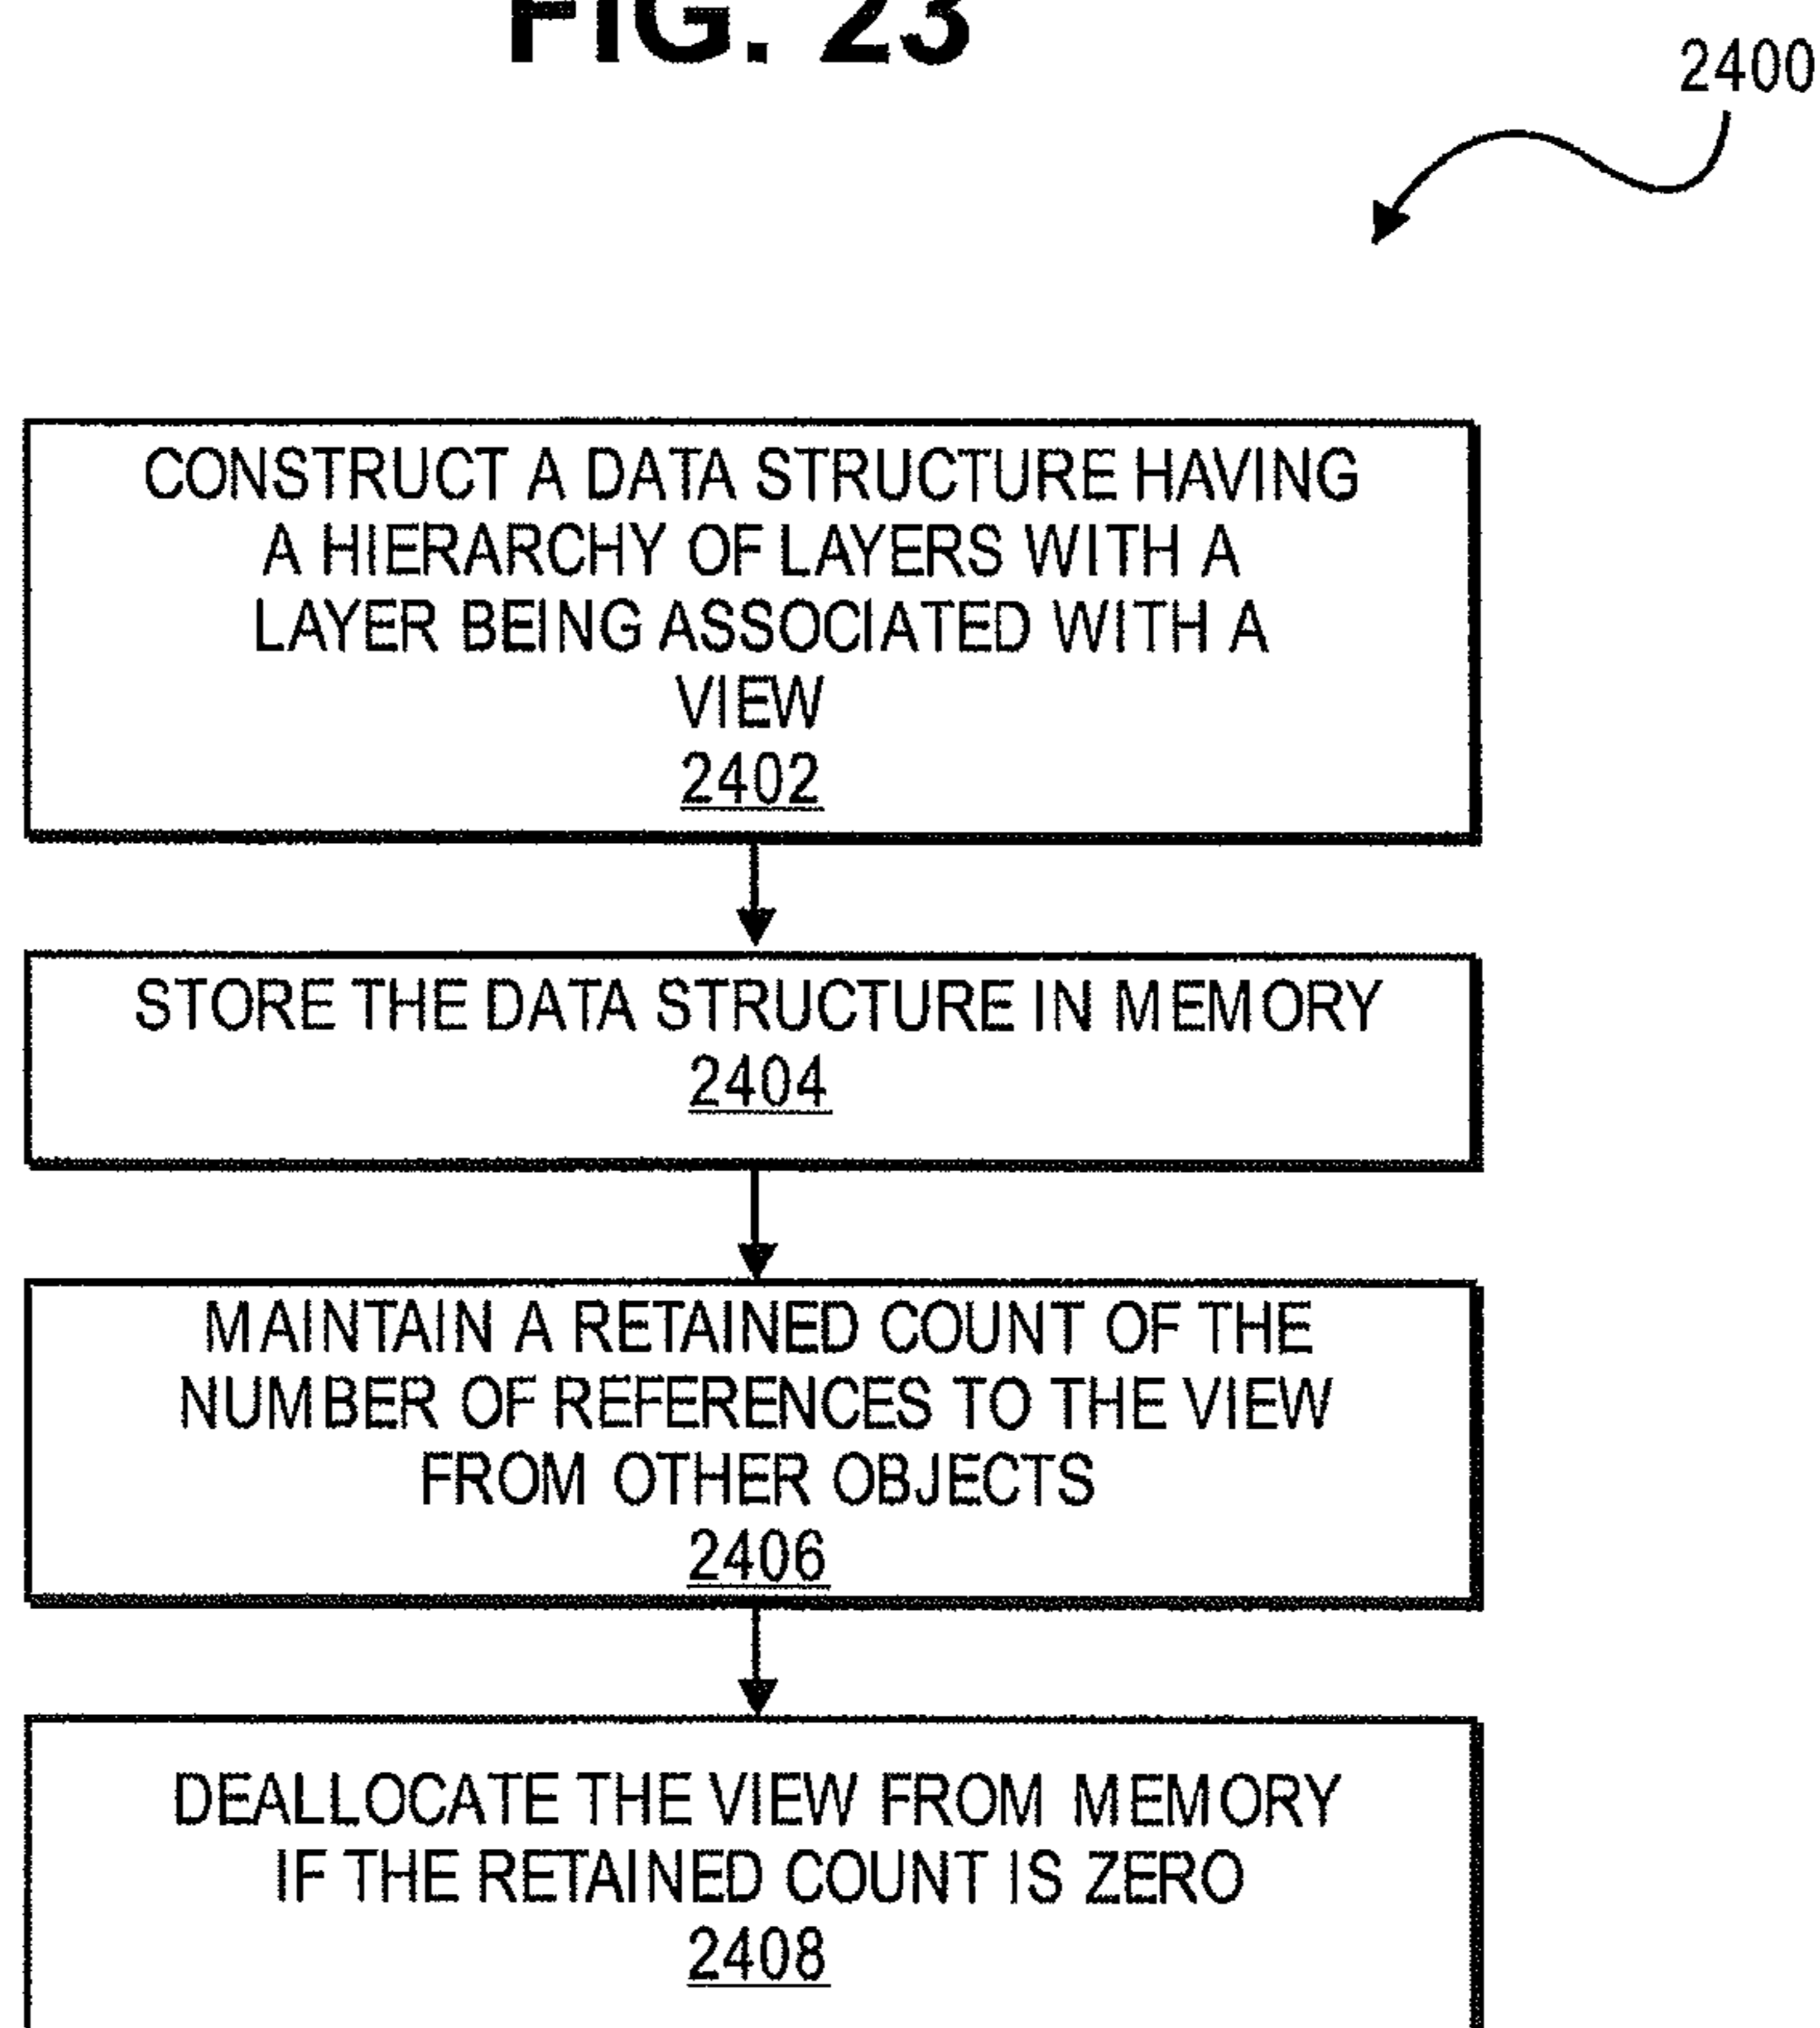 FIG. 23
2400
CONSTRUCT A DATA STRUCTURE HAVING
A HIERARCHY OF LAYERS WITH A
LAYER BEING ASSOCIATED WITH A
VIEW
2402
STORE THE DATA STRUCTURE IN MEMORY
2404
MAINTAIN A RETAINED COUNT OF THE
NUMBER OF REFERENCES TO THE VIEW
FROM OTHER OBJECTS
2406
DEALLOCATE THE VIEW FROM MEMORY
IF THE RETAINED COUNT IS ZERO
2408